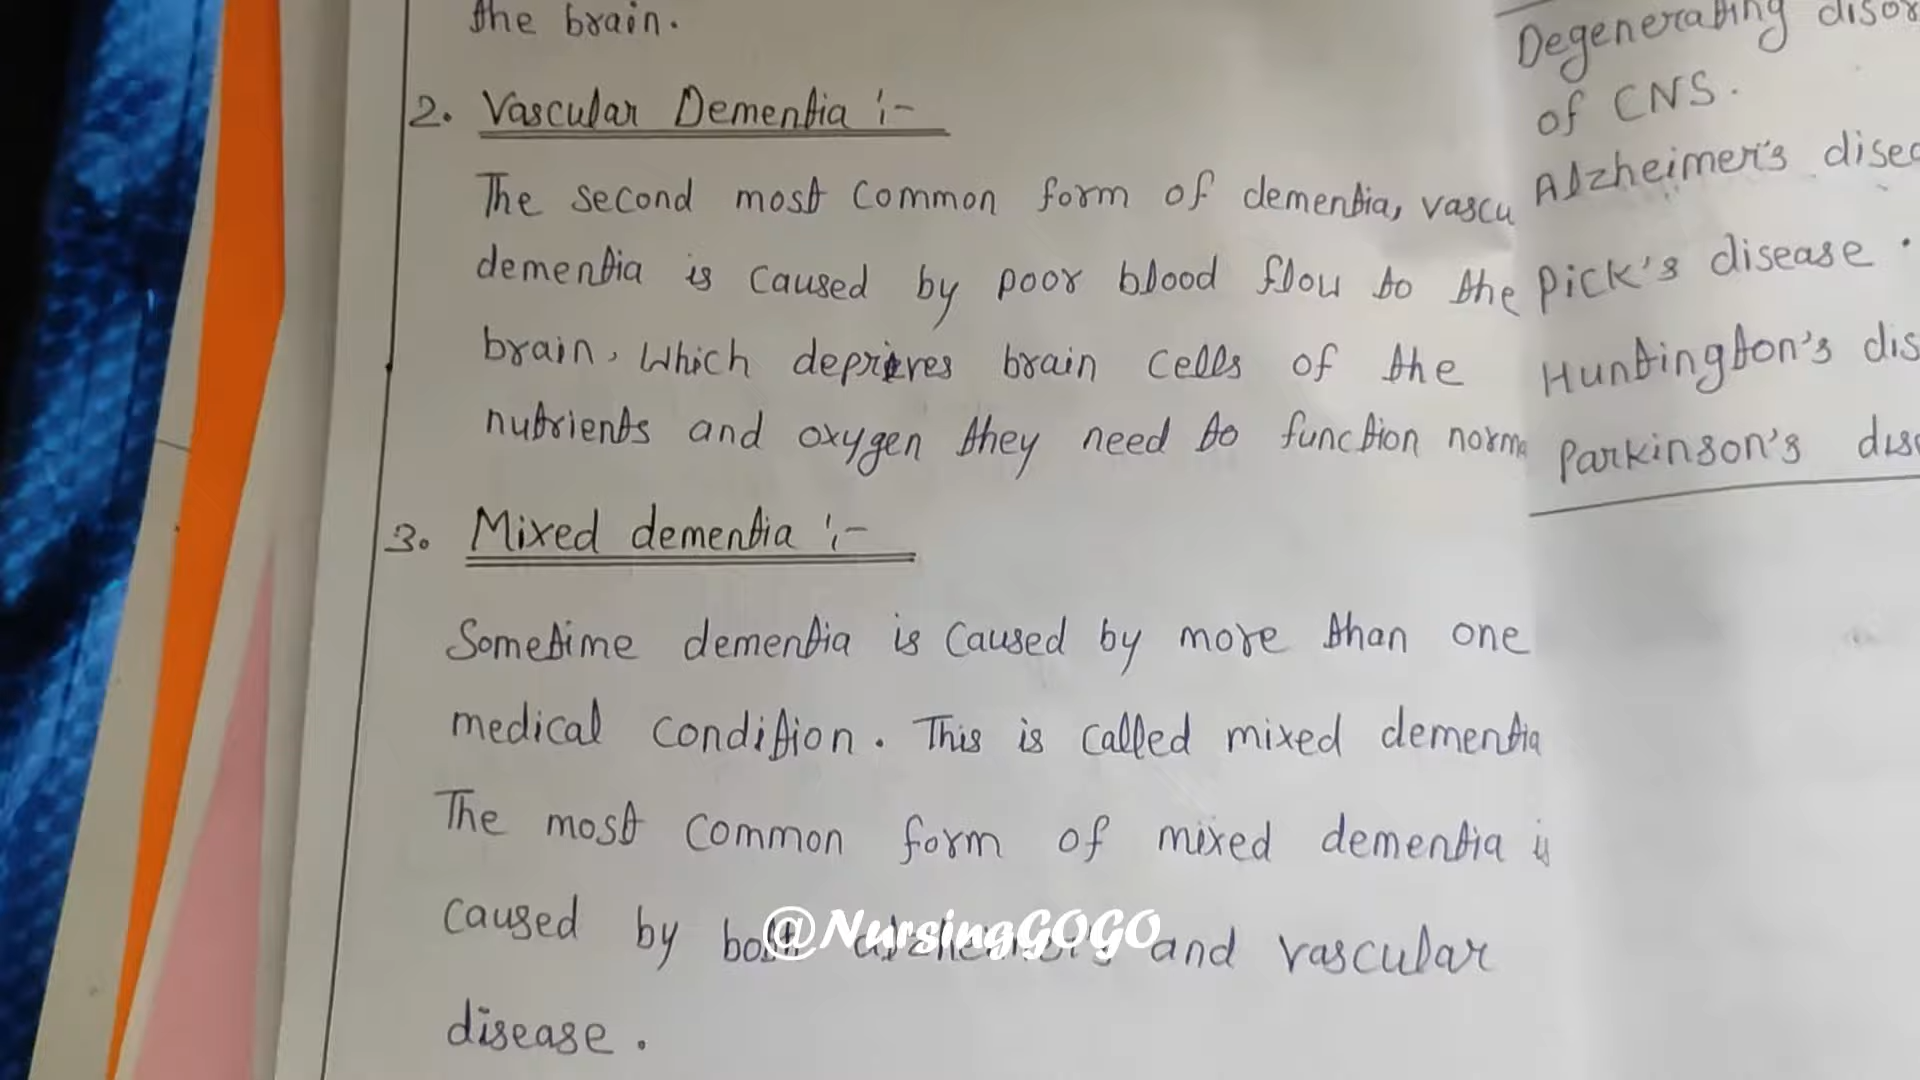 the brain.
2. Vascular Dementia :-
The second most common form of dementia, vascu
dementia is caused by poor blood flow to the
brain, which deprives brain cells of the
nutrients and oxygen they need to function norma
3. Mixed dementia :-
Sometime dementia is caused by more than one
medical condition. This is called mixed dementia
The most common form of mixed dementia is
caused by both alzheimer's and vascular
disease.
@NursingGOGO
Degenerating disor
of CNS.
Alzheimer's disea
Pick's disease.
Huntington's dis
Parkinson's dise